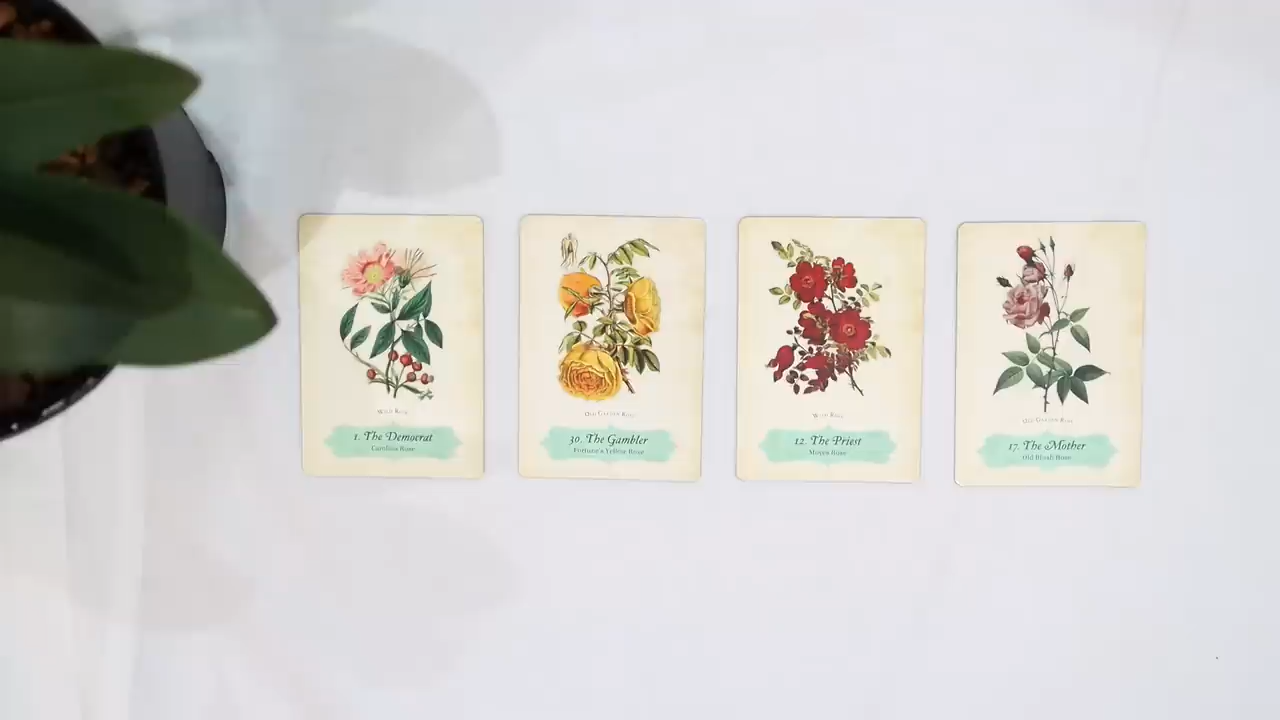 Wild Rose
1. The Democrat
Carolina Rose
Old Garden Rose
30. The Gambler
Fortune's Yellow Rose
Wild Rose
12. The Priest
Moyes Rose
Old Garden Rose
17. The Mother
Old Blush Rose